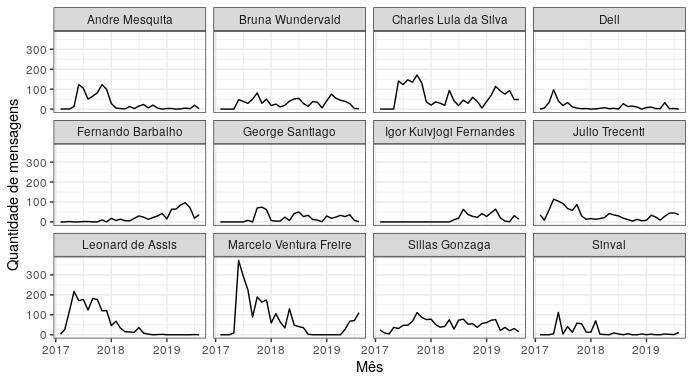 Andre Mesquita
Bruna Wundervald
Charles Lula da Silva
Dell
300
200
100
0
Fernando Barbalho
George Santiago
Igor Kuivjogi Fernandes
Julio Trecenti
300
200
100
0
Leonard de Assis
Marcelo Ventura Freire
Sillas Gonzaga
Sinval
300
200
100
0
2017 2018 2019
2017 2018 2019
2017 2018 2019
2017 2018 2019
Quantidade de mensagens
Mês